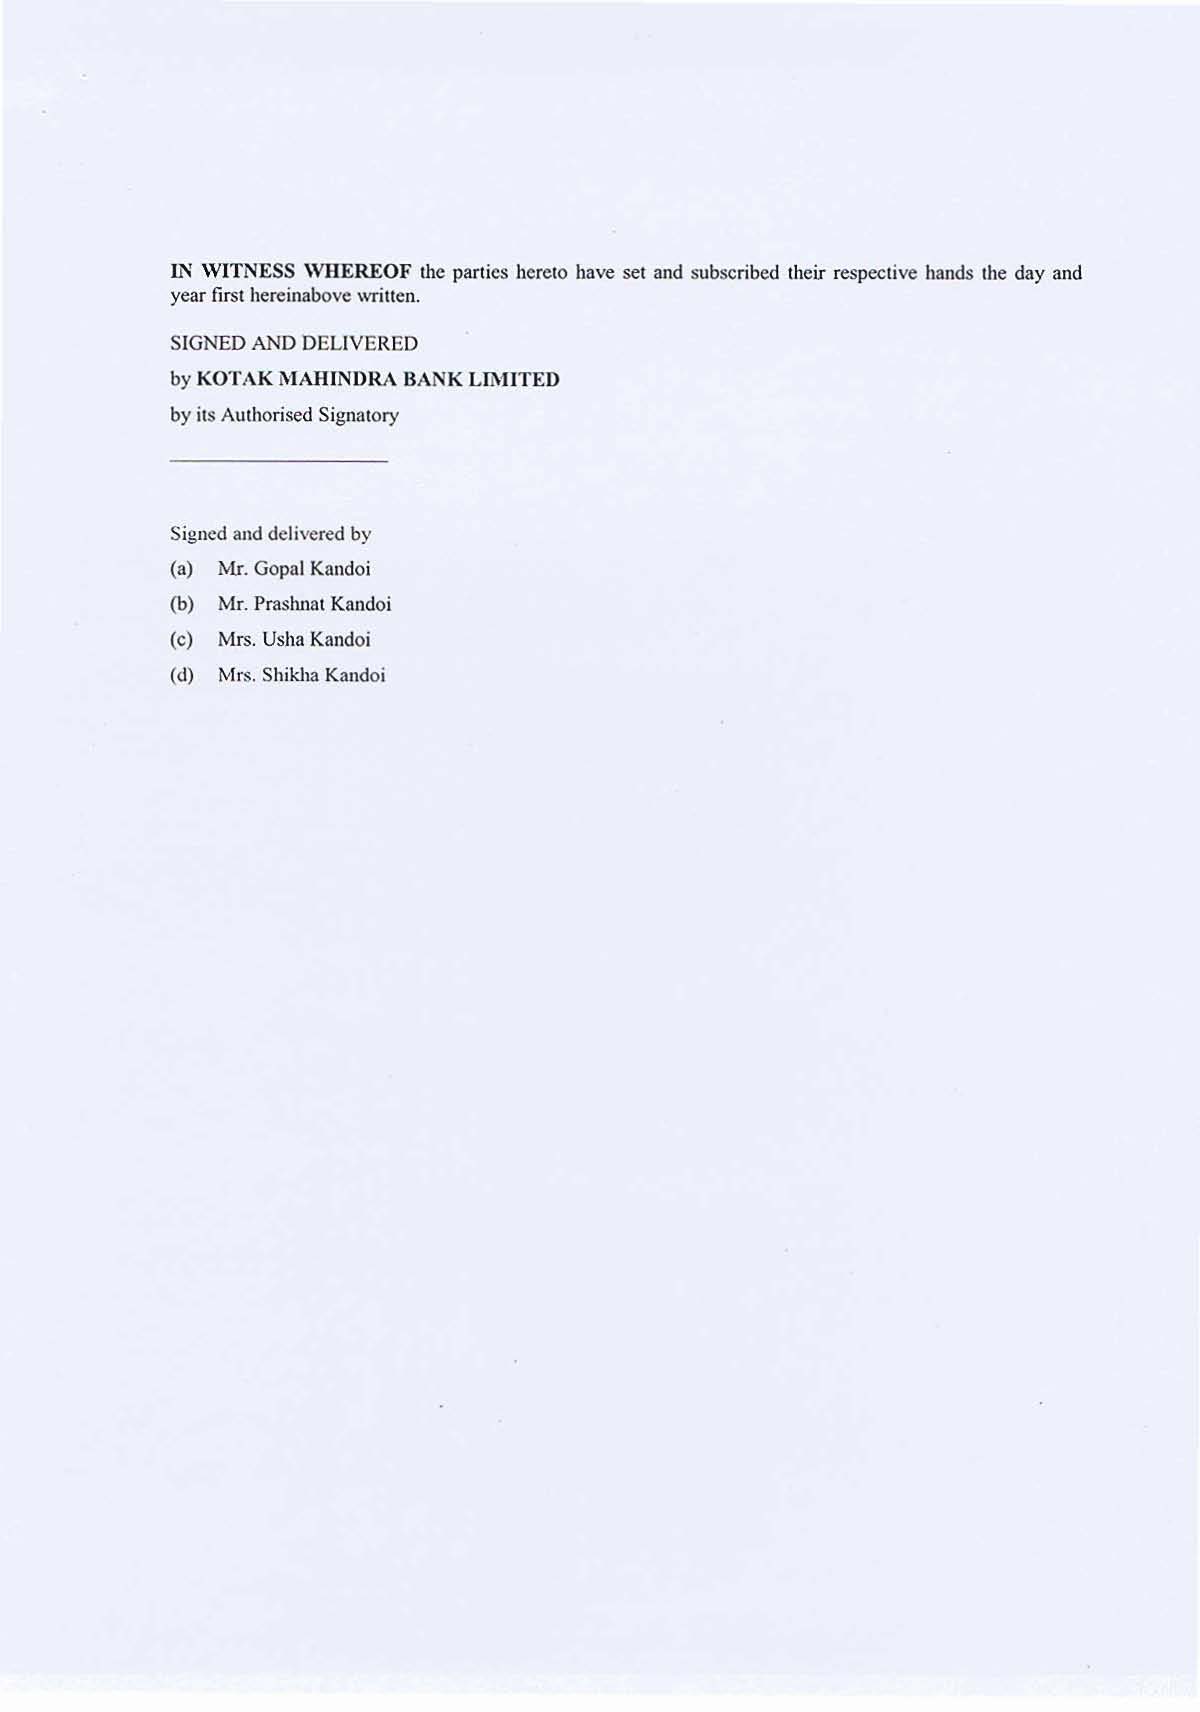 IN WITNESS WHEREOF the parties hereto have set and subscribed their respective hands the day and
year first hereinabove written.
SIGNED AND DELIVERED
by KOTAK MAHINDRA BANK LIMITED
by its Authorised Signatory
Signed and delivered by
(a) Mr. Gopal Kandoi
(b) Mr. Prashnat Kandoi
(c) Mrs. Usha Kandoi
(d) Mrs. Shikha Kandoi